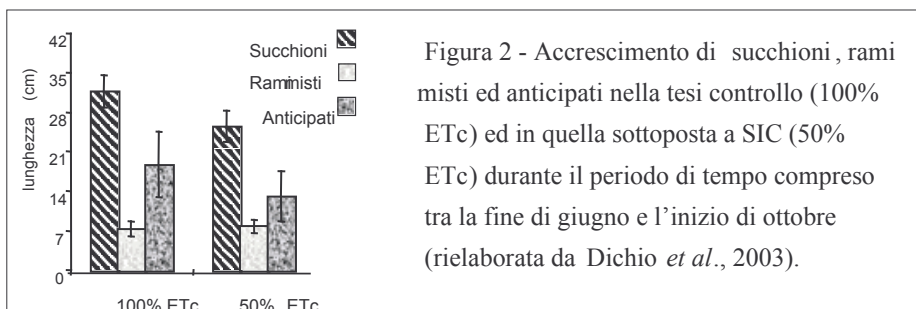 42
35
28
21
14
7
0
lunghezza (cm)
Succhioni
Rami misti
Anticipati
100% ETc
50% ETc
Figura 2 - Accrescimento di succhioni, rami
misti ed anticipati nella tesi controllo (100%
ETc) ed in quella sottoposta a SIC (50%
ETc) durante il periodo di tempo compreso
tra la fine di giugno e l'inizio di ottobre
(rielaborata da Dichio et al., 2003).